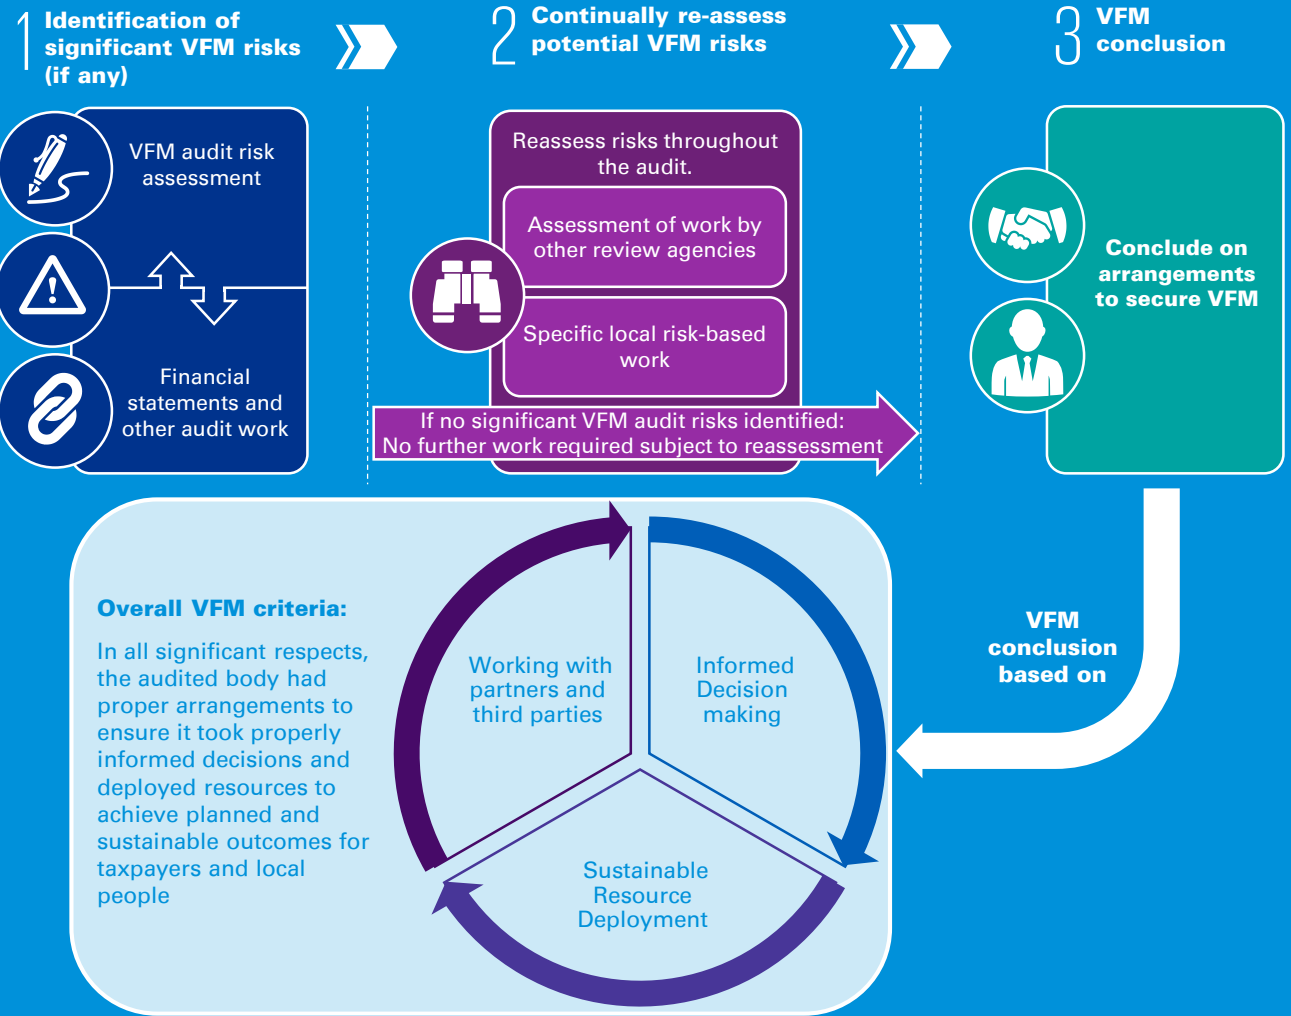 1 Identification of
significant VFM risks
(if any)
2 Continually re-assess
potential VFM risks
3 VFM
conclusion
VFM audit risk
assessment
Financial
statements and
other audit work
Reassess risks throughout
the audit.
Assessment of work by
other review agencies
Specific local risk-based
work
If no significant VFM audit risks identified:
No further work required subject to reassessment
Conclude on
arrangements
to secure VFM
VFM
conclusion
based on
Overall VFM criteria:
In all significant respects,
the audited body had
proper arrangements to
ensure it took properly
informed decisions and
deployed resources to
achieve planned and
sustainable outcomes for
taxpayers and local
people
Working with
partners and
third parties
Informed
Decision
making
Sustainable
Resource
Deployment